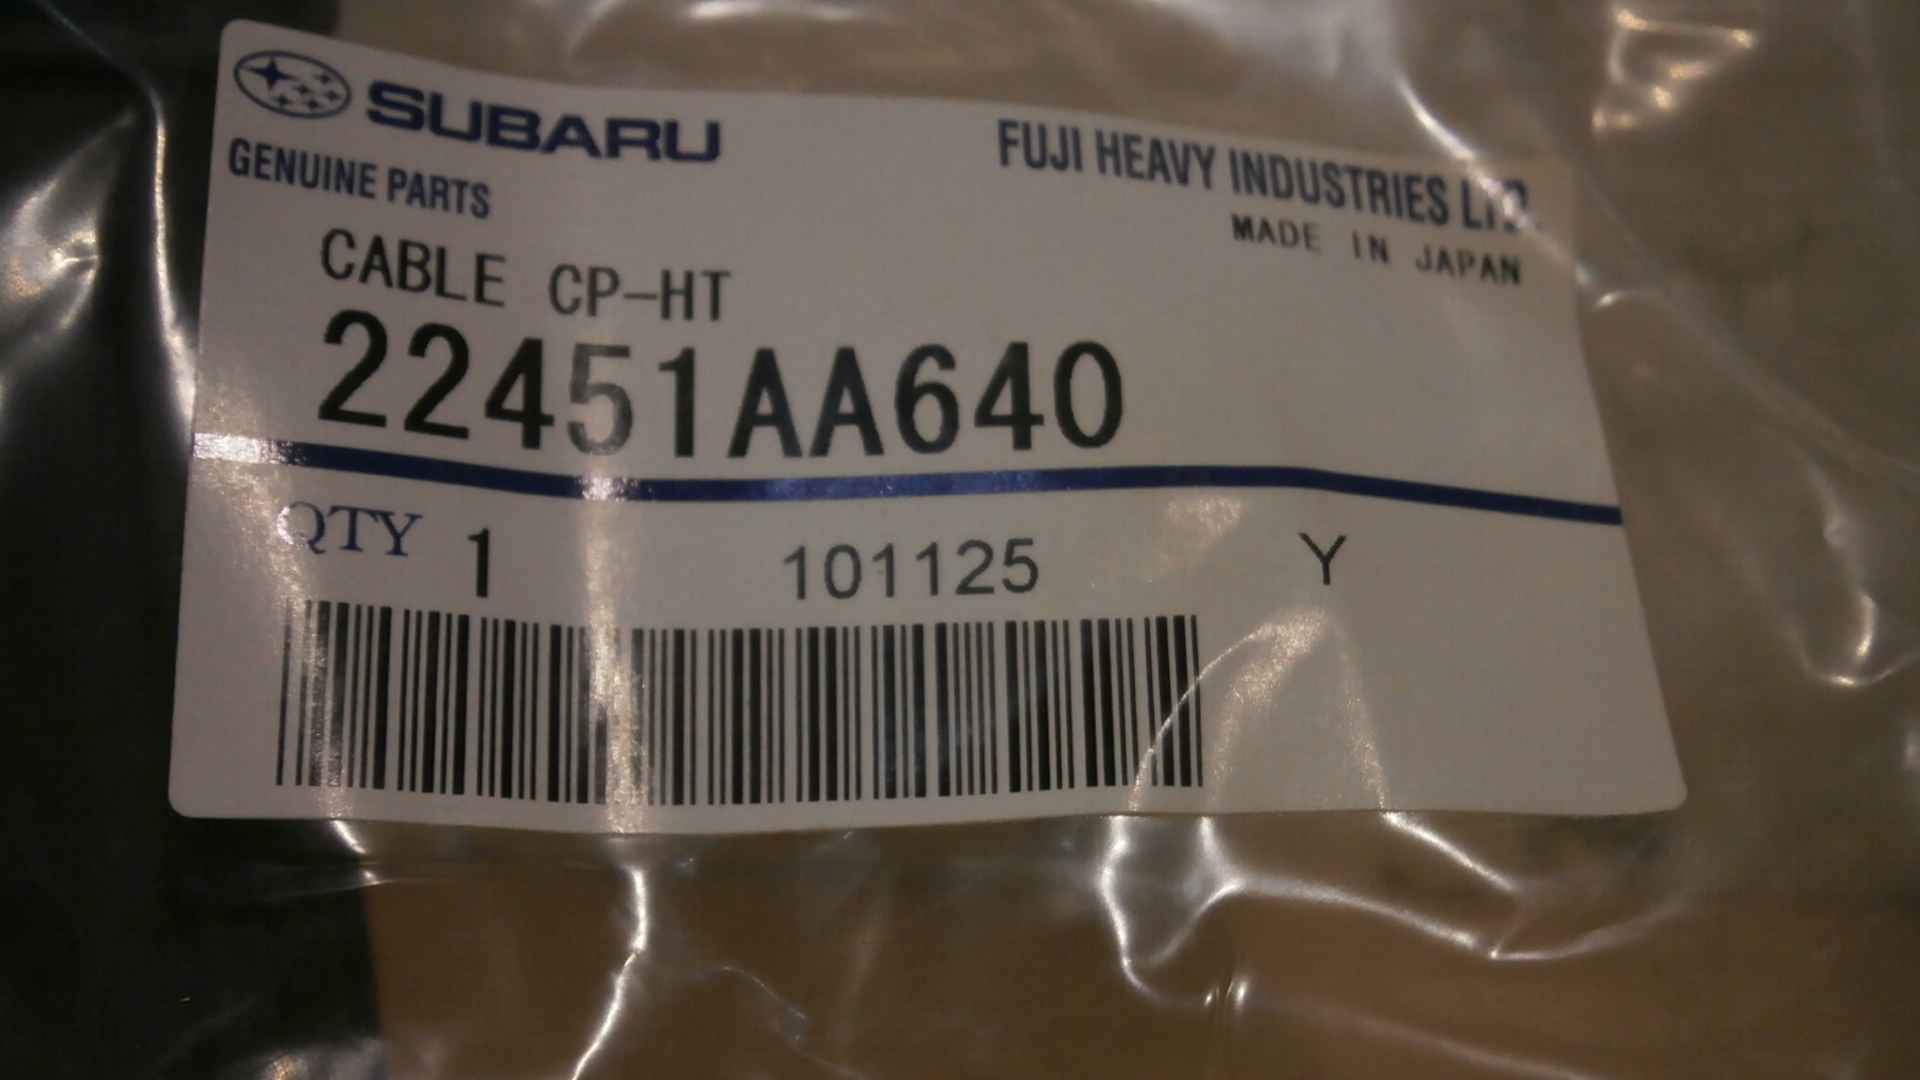 SUBARU
GENUINE PARTS
FUJI HEAVY INDUSTRIES LTD.
MADE IN JAPAN
CABLE CP-HT
22451AA640
QTY 1 101125 Y